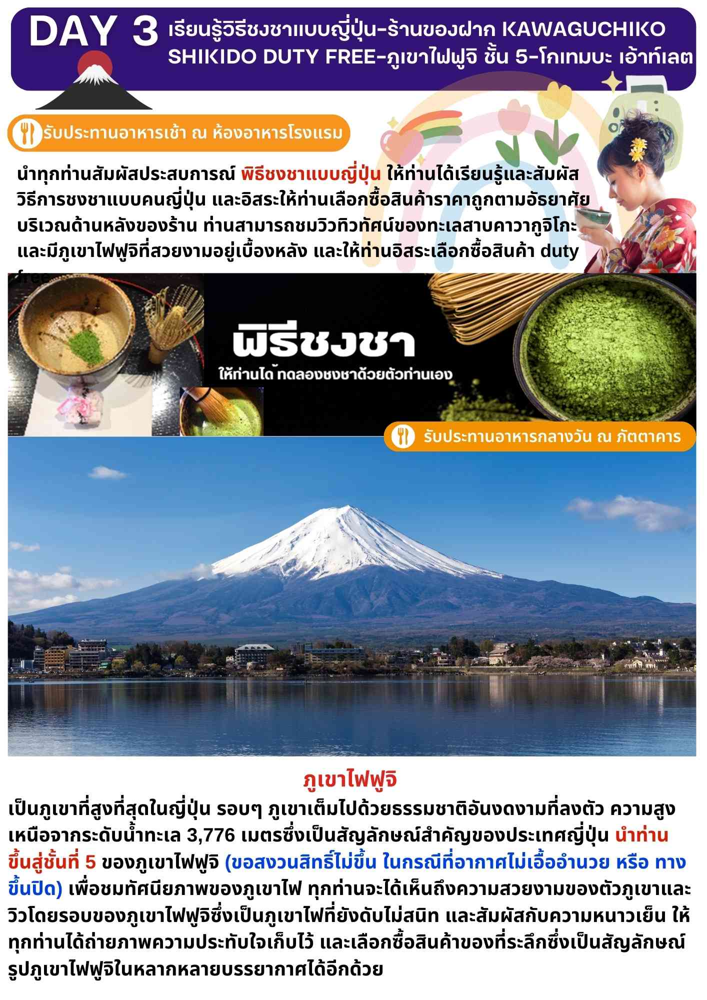 DAY 3
เรียนรู้วิธีชงชาแบบญี่ปุ่น-ร้านของฝาก KAWAGUCHIKO
SHIKIDO DUTY FREE-ภูเขาไฟฟูจิ ชั้น 5-โกเทมบะ เอ้าท์เลต
รับประทานอาหารเช้า ณ ห้องอาหารโรงแรม
นำทุกท่านสัมผัสประสบการณ์ พิธีชงชาแบบญี่ปุ่น ให้ท่านได้เรียนรู้และสัมผัส
วิธีการชงชาแบบคนญี่ปุ่น และอิสระให้ท่านเลือกซื้อสินค้าราคาถูกตามอัธยาศัย
บริเวณด้านหลังของร้าน ท่านสามารถชมวิวทิวทัศน์ของทะเลสาบคาวากูจิโกะ
และมีภูเขาไฟฟูจิที่สวยงามอยู่เบื้องหลัง และให้ท่านอิสระเลือกซื้อสินค้า duty
free
พิธีชงชา
ให้ท่านได้ทดลองชงชาด้วยตัวท่านเอง
รับประทานอาหารกลางวัน ณ ภัตตาคาร
ภูเขาไฟฟูจิ
เป็นภูเขาที่สูงที่สุดในญี่ปุ่น รอบๆ ภูเขาเต็มไปด้วยธรรมชาติอันงดงามที่ลงตัว ความสูง
เหนือจากระดับน้ำทะเล 3,776 เมตรซึ่งเป็นสัญลักษณ์สำคัญของประเทศญี่ปุ่น นำท่าน
ขึ้นสู่ชั้นที่ 5 ของภูเขาไฟฟูจิ (ขอสงวนสิทธิ์ไม่ขึ้น ในกรณีที่อากาศไม่เอื้ออำนวย หรือ ทาง
ขึ้นปิด) เพื่อชมทัศนียภาพของภูเขาไฟ ทุกท่านจะได้เห็นถึงความสวยงามของตัวภูเขาและ
วิวโดยรอบของภูเขาไฟฟูจิซึ่งเป็นภูเขาไฟที่ยังดับไม่สนิท และสัมผัสกับความหนาวเย็น ให้
ทุกท่านได้ถ่ายภาพความประทับใจเก็บไว้ และเลือกซื้อสินค้าของที่ระลึกซึ่งเป็นสัญลักษณ์
รูปภูเขาไฟฟูจิในหลากหลายบรรยากาศได้อีกด้วย